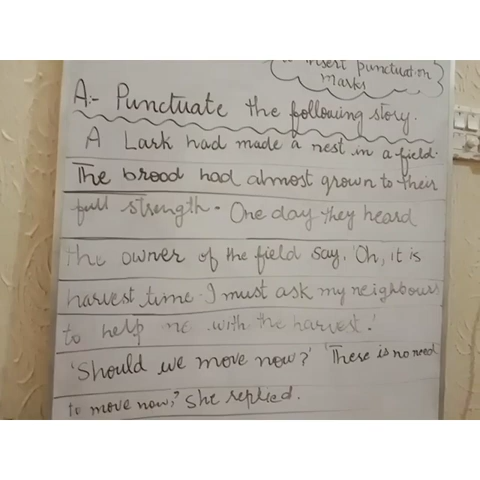 to insert punctuation
marks
A:- Punctuate the following story.
A Lark had made a nest in a field.
The brood had almost grown to their
full strength. One day they heard
the owner of the field say, 'Oh, it is
harvest time. I must ask my neighbours
to help me with the harvest.'
'Should we move now?' 'There is no need
to move now,' She replied.